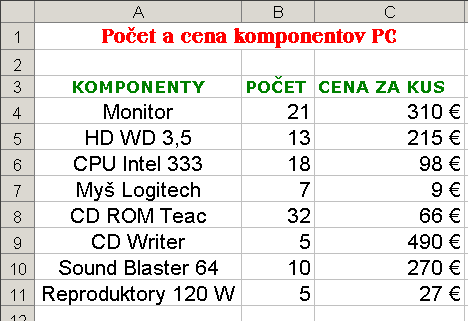 A B C
1 Počet a cena komponentov PC
2
3 KOMPONENTY POČET CENA ZA KUS
4 Monitor 21 310 €
5 HD WD 3,5 13 215 €
6 CPU Intel 333 18 98 €
7 Myš Logitech 7 9 €
8 CD ROM Teac 32 66 €
9 CD Writer 5 490 €
10 Sound Blaster 64 10 270 €
11 Reproduktory 120 W 5 27 €